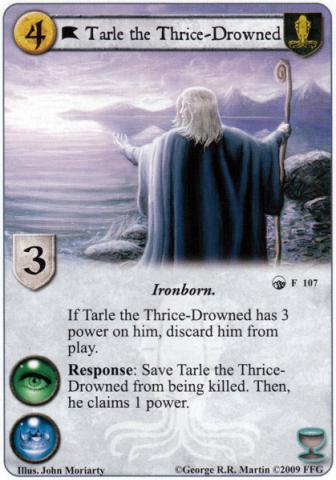 4 Tarle the Thrice-Drowned
3
Ironborn.
F 107
If Tarle the Thrice-Drowned has 3
power on him, discard him from
play.
Response: Save Tarle the Thrice-
Drowned from being killed. Then,
he claims 1 power.
Illus. John Moriarty ©George R.R. Martin ©2009 FFG